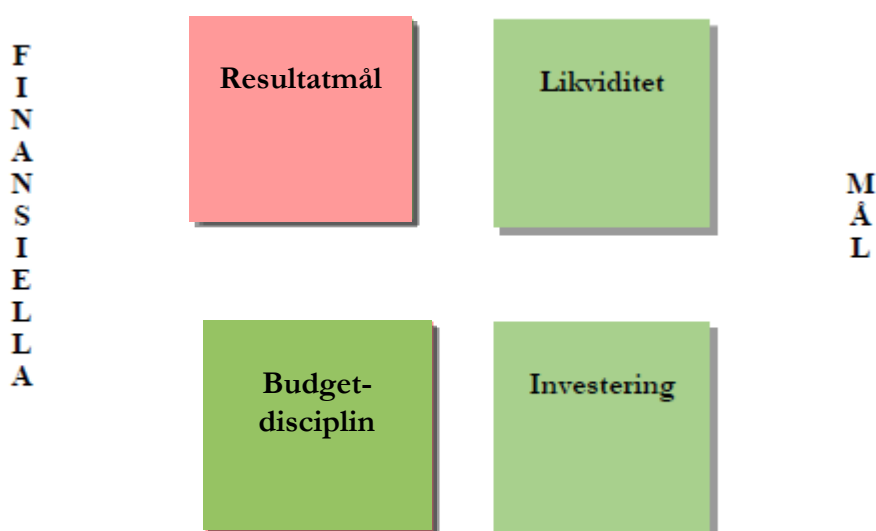 FINANSIELLA
Resultatmål
Likviditet
MÅL
Budget-
disciplin
Investering